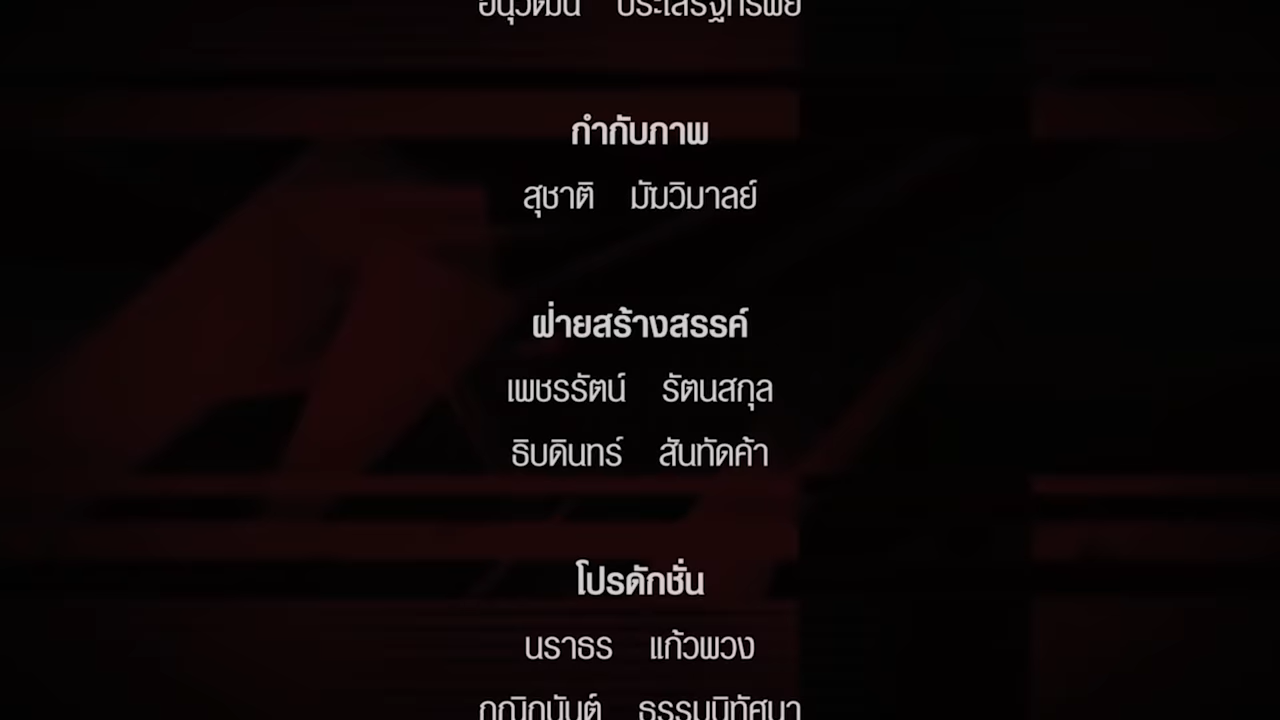 กำกับภาพ
สุชาติ มัมวิมาลย์
ฝ่ายสร้างสรรค์
เพชรรัตน์ รัตนสกุล
ธิบดินทร์ สันทัดค้า
โปรดักชั่น
นราธร แก้วพวง